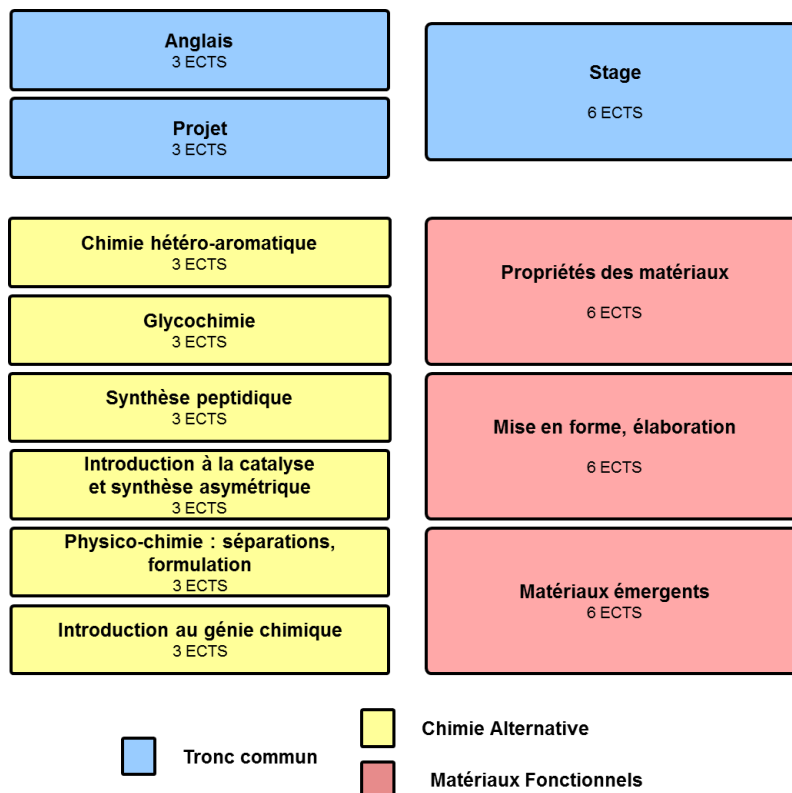 Anglais
3 ECTS
Projet
3 ECTS
Stage
6 ECTS
Chimie hétéro-aromatique
3 ECTS
Glycochimie
3 ECTS
Synthèse peptidique
3 ECTS
Introduction à la catalyse
et synthèse asymétrique
3 ECTS
Physico-chimie : séparations,
formulation
3 ECTS
Introduction au génie chimique
3 ECTS
Propriétés des matériaux
6 ECTS
Mise en forme, élaboration
6 ECTS
Matériaux émergents
6 ECTS
Tronc commun
Chimie Alternative
Matériaux Fonctionnels